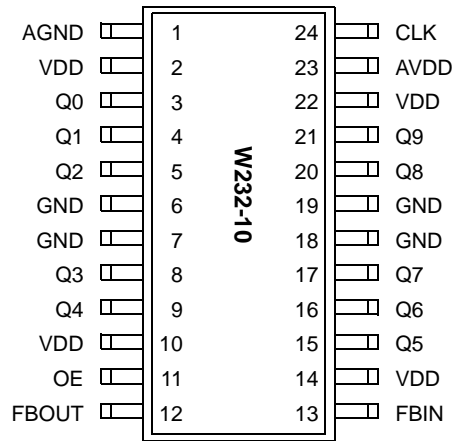 AGND 1 24 CLK
VDD 2 23 AVDD
Q0 3 22 VDD
Q1 4 21 Q9
Q2 5 20 Q8
GND 6 19 GND
GND 7 18 GND
Q3 8 17 Q7
Q4 9 16 Q6
VDD 10 15 Q5
OE 11 14 VDD
FBOUT 12 13 FBIN
W232-10